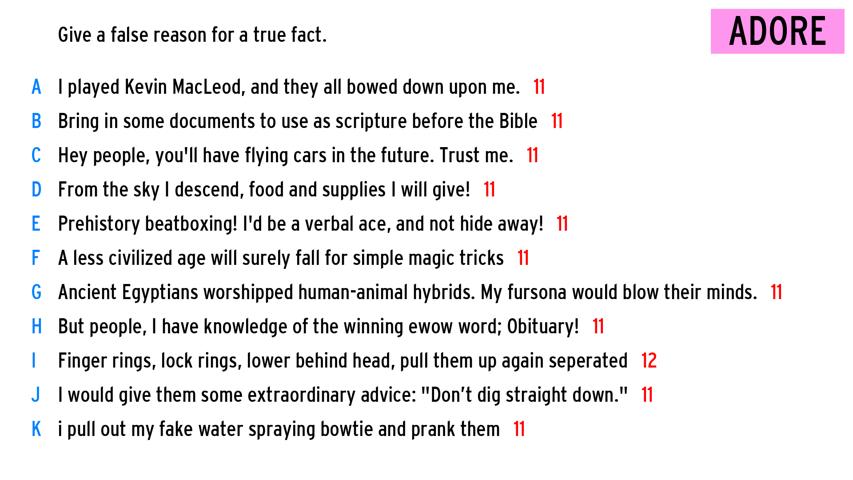 Give a false reason for a true fact.
ADORE
A I played Kevin MacLeod, and they all bowed down upon me. 11
B Bring in some documents to use as scripture before the Bible 11
C Hey people, you'll have flying cars in the future. Trust me. 11
D From the sky I descend, food and supplies I will give! 11
E Prehistory beatboxing! I'd be a verbal ace, and not hide away! 11
F A less civilized age will surely fall for simple magic tricks 11
G Ancient Egyptians worshipped human-animal hybrids. My fursona would blow their minds. 11
H But people, I have knowledge of the winning ewow word; Obituary! 11
I Finger rings, lock rings, lower behind head, pull them up again seperated 12
J I would give them some extraordinary advice: "Don’t dig straight down." 11
K i pull out my fake water spraying bowtie and prank them 11